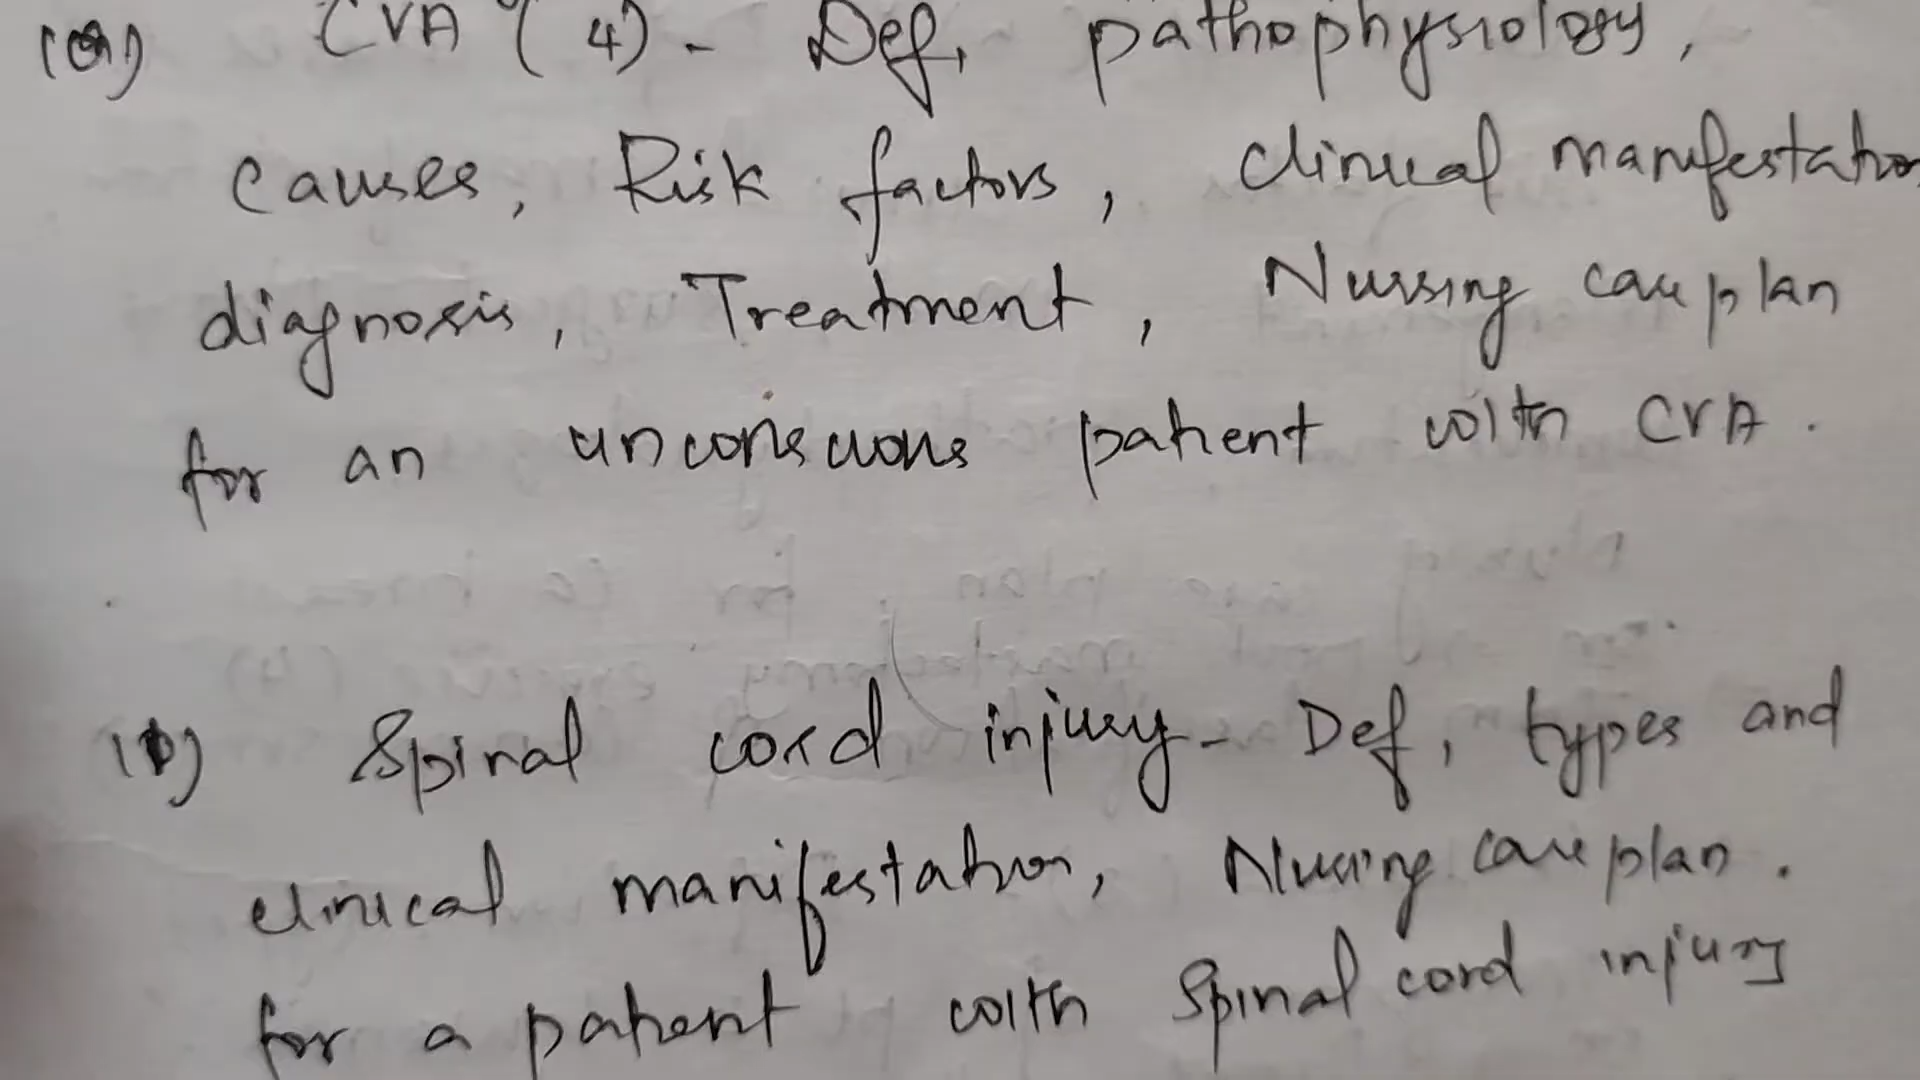 CVA (4) - Def, pathophysiology,
causes, Risk factors, clinical manifestation
diagnosis, Treatment, Nursing care plan
for an unconscious patient with CVA.
Spinal cord injury - Def, types and
clinical manifestation, Nursing care plan.
for a patient with Spinal cord injury